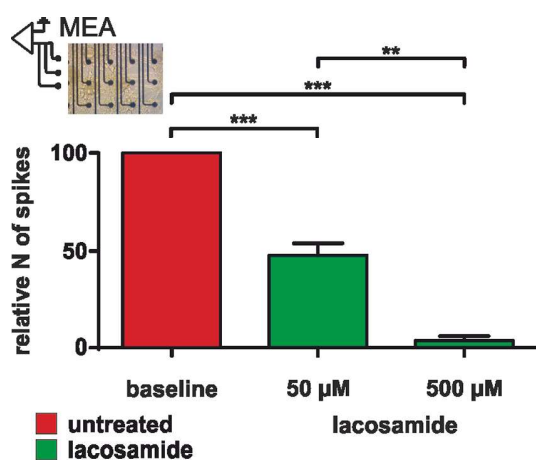 MEA
**
***
***
relative N of spikes
100
50
0
baseline
50 µM
500 µM
lacosamide
untreated
lacosamide